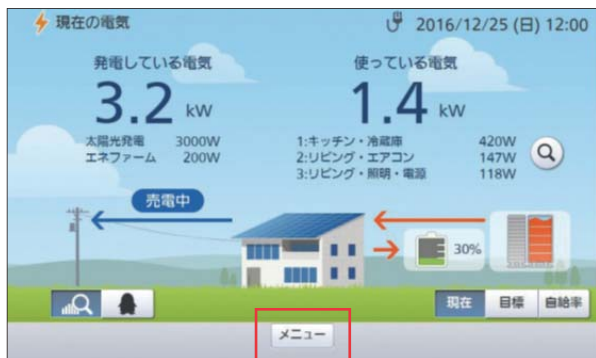 現在の電気
2016/12/25 (日) 12:00
発電している電気
3.2 kW
太陽光発電 3000W
エネファーム 200W
使っている電気
1.4 kW
1:キッチン・冷蔵庫 420W
2:リビング・エアコン 147W
3:リビング・照明・電源 118W
売電中
30%
現在 目標 自給率
メニュー